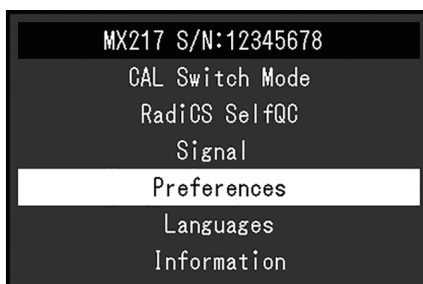 MX217 S/N:12345678
CAL Switch Mode
RadiCS SelfQC
Signal
Preferences
Languages
Information